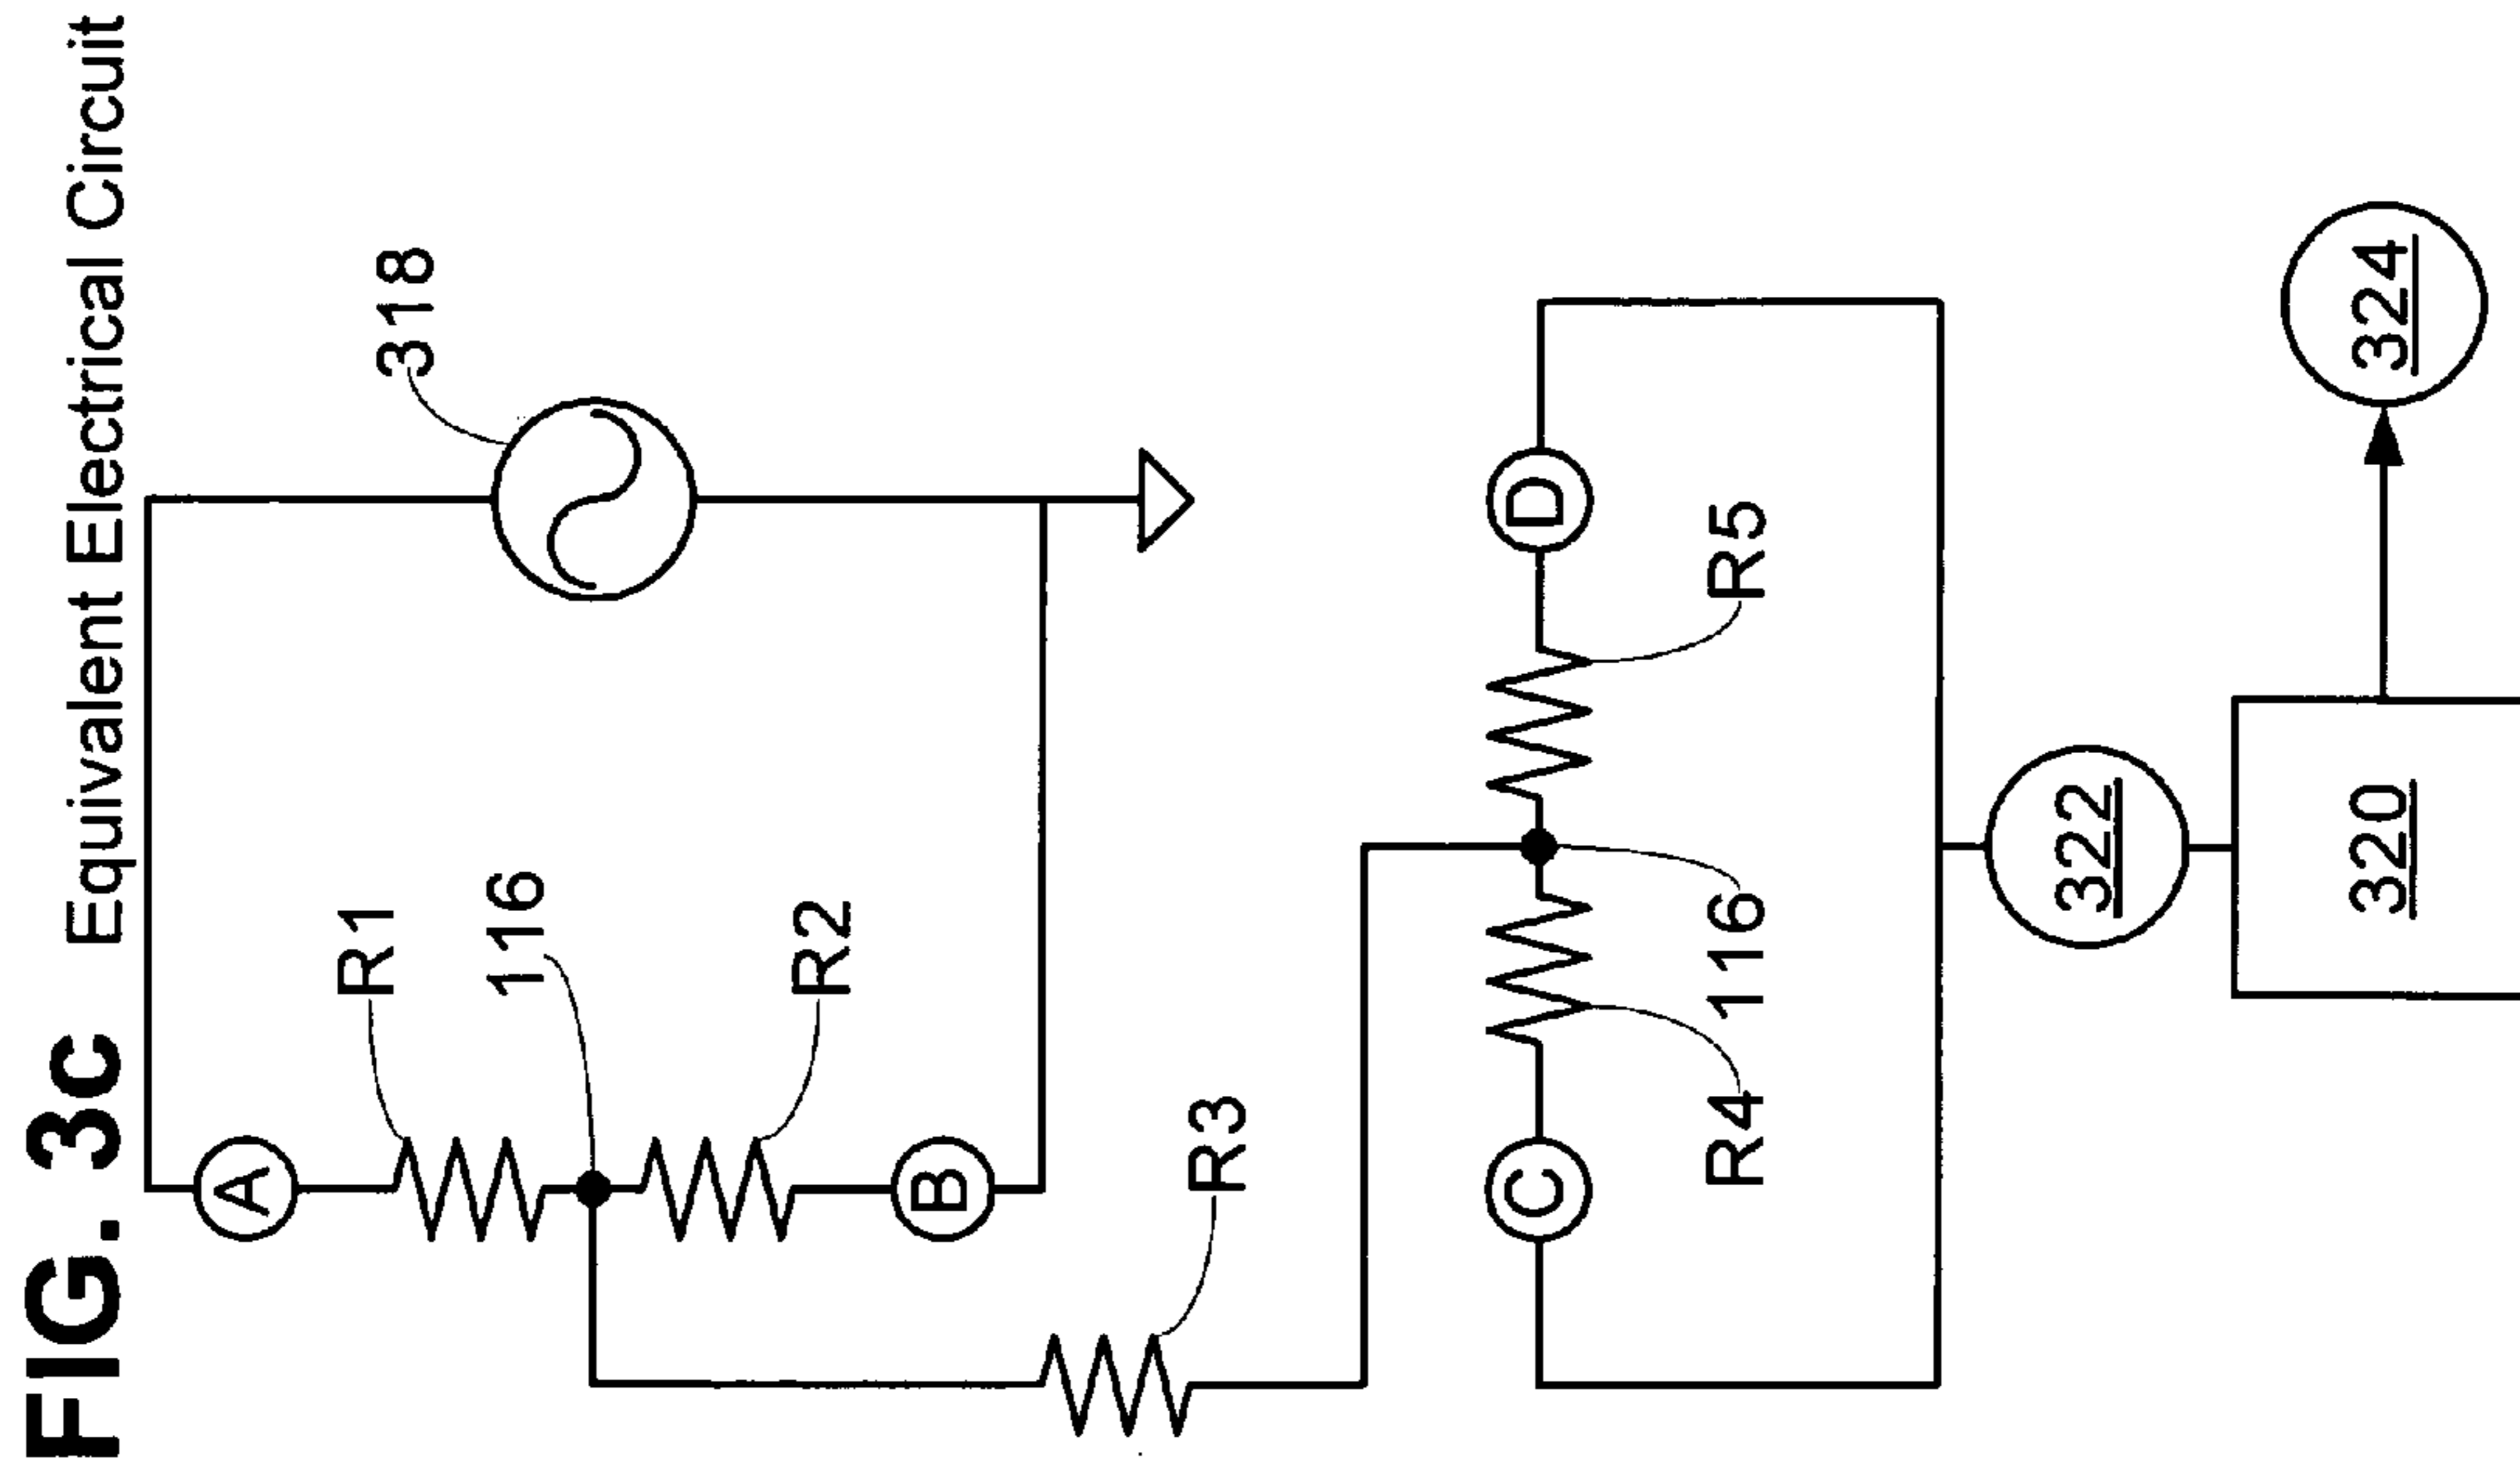 FIG. 3c Equivalent Electrical Circuit
318
A
R1
116
R2
B
R3
C
D
R4
116
R5
322
320
324